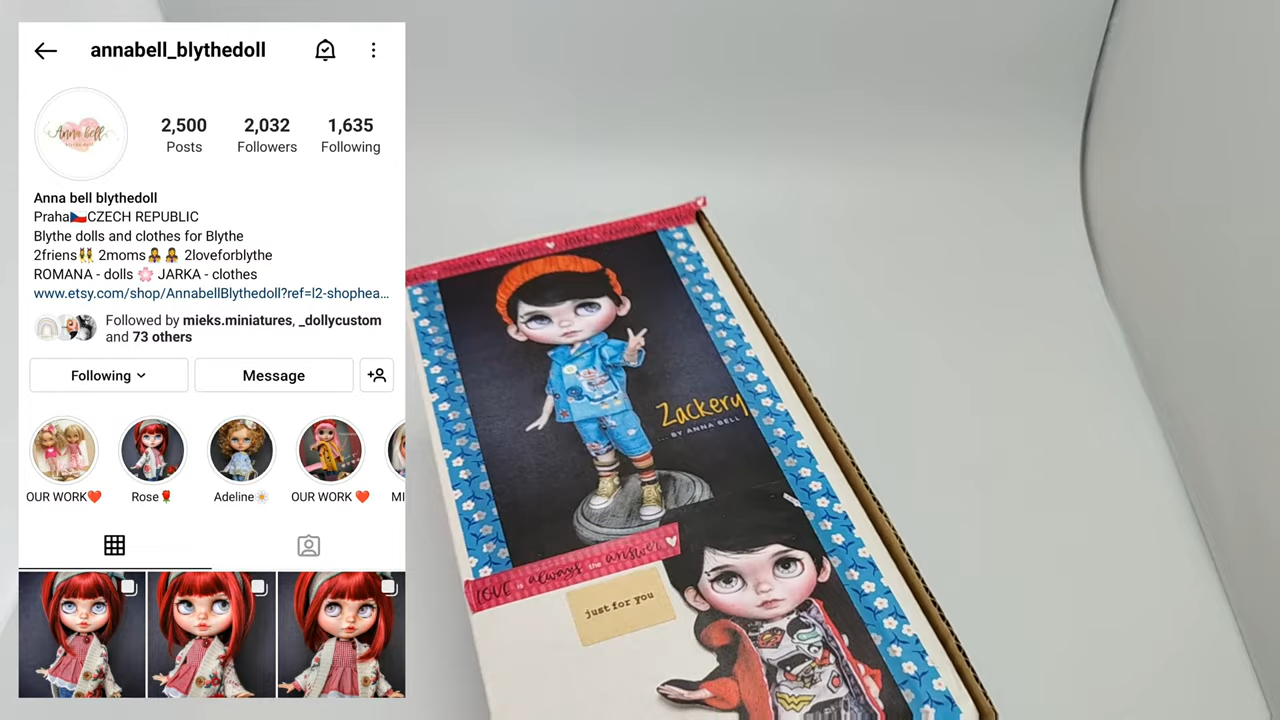 annabell_blythedoll
Anna bell
2,500
2,032
1,635
Posts
Followers
Following
Anna bell blythedoll
Praha🇨🇿CZECH REPUBLIC
Blythe dolls and clothes for Blythe
2friens👯 2moms👩‍🍼👩‍🍼 2loveforblythe
ROMANA - dolls 🌸 JARKA - clothes
www.etsy.com/shop/AnnabellBlythedoll?ref=l2-shophea...
Followed by mieks.miniatures, _dollycustom
and 73 others
Following
Message
OUR WORK❤️
Rose🌹
Adeline☀️
OUR WORK ❤️
MI
Zackery
... BY ANNA BELL
LOVE is always the answer
just for you